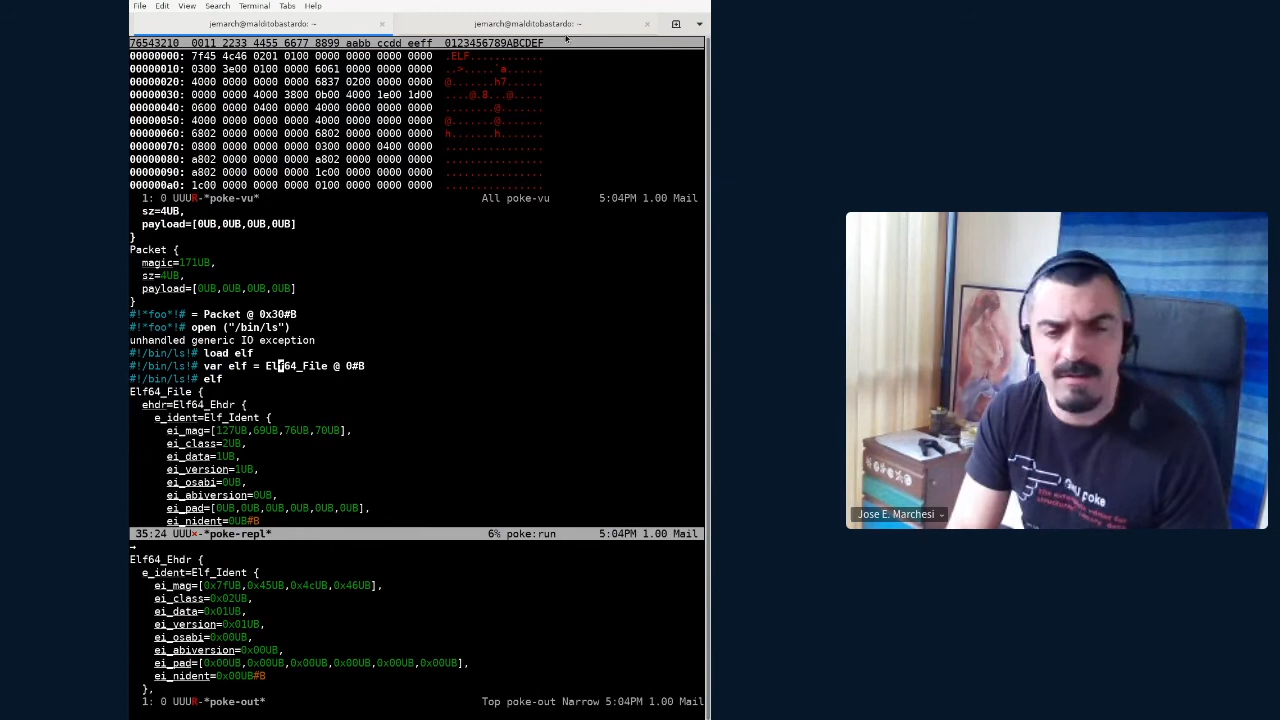 File Edit View Search Terminal Tabs Help
jemarch@malditobastardo: ~ × jemarch@malditobastardo: ~ ×
76543210 0011 2233 4455 6677 8899 aabb ccdd eeff 0123456789ABCDEF
00000000: 7f45 4c46 0201 0100 0000 0000 0000 0000 .ELF............
00000010: 0300 3e00 0100 0000 6061 0000 0000 0000 ..>.....`a......
00000020: 4000 0000 0000 0000 6837 0200 0000 0000 @.......h7......
00000030: 0000 0000 4000 3800 0b00 4000 1e00 1d00 ....@.8...@.....
00000040: 0600 0000 0400 0000 4000 0000 0000 0000 ........@.......
00000050: 4000 0000 0000 0000 4000 0000 0000 0000 @.......@.......
00000060: 6802 0000 0000 0000 6802 0000 0000 0000 h.......h.......
00000070: 0800 0000 0000 0000 0300 0000 0400 0000 ................
00000080: a802 0000 0000 0000 a802 0000 0000 0000 ................
00000090: a802 0000 0000 0000 1c00 0000 0000 0000 ................
000000a0: 1c00 0000 0000 0000 0100 0000 0000 0000 ................
1: 0 UUUR-*poke-vu* All poke-vu 5:04PM 1.00 Mail
sz=4UB,
payload=[0UB,0UB,0UB,0UB]
}
Packet {
magic=171UB,
sz=4UB,
payload=[0UB,0UB,0UB,0UB]
}
#!*foo*!# = Packet @ 0x30#B
#!*foo*!# open ("/bin/ls")
unhandled generic IO exception
#!/bin/ls!# load elf
#!/bin/ls!# var elf = Elf64_File @ 0#B
#!/bin/ls!# elf
Elf64_File {
ehdr=Elf64_Ehdr {
e_ident=Elf_Ident {
ei_mag=[127UB,69UB,76UB,70UB],
ei_class=2UB,
ei_data=1UB,
ei_version=1UB,
ei_osabi=0UB,
ei_abiversion=0UB,
ei_pad=[0UB,0UB,0UB,0UB,0UB,0UB],
ei_nident=0UB#B
35:24 UUU×-*poke-repl* 6% poke:run 5:04PM 1.00 Mail
→
Elf64_Ehdr {
e_ident=Elf_Ident {
ei_mag=[0x7fUB,0x45UB,0x4cUB,0x46UB],
ei_class=0x02UB,
ei_data=0x01UB,
ei_version=0x01UB,
ei_osabi=0x00UB,
ei_abiversion=0x00UB,
ei_pad=[0x00UB,0x00UB,0x00UB,0x00UB,0x00UB,0x00UB],
ei_nident=0x00UB#B
},
1: 0 UUUR-*poke-out* Top poke-out Narrow 5:04PM 1.00 Mail
poke
Jose E. Marchesi